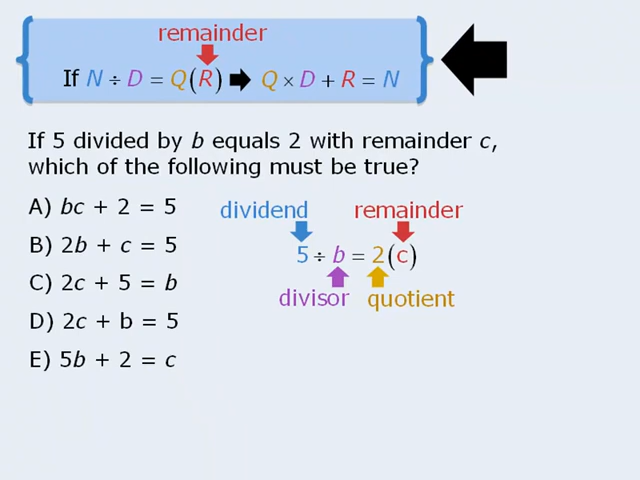 remainder
If N ÷ D = Q(R) ➡ Q × D + R = N
If 5 divided by b equals 2 with remainder c,
which of the following must be true?
A) bc + 2 = 5
B) 2b + c = 5
C) 2c + 5 = b
D) 2c + b = 5
E) 5b + 2 = c
dividend remainder
5 ÷ b = 2(c)
divisor quotient